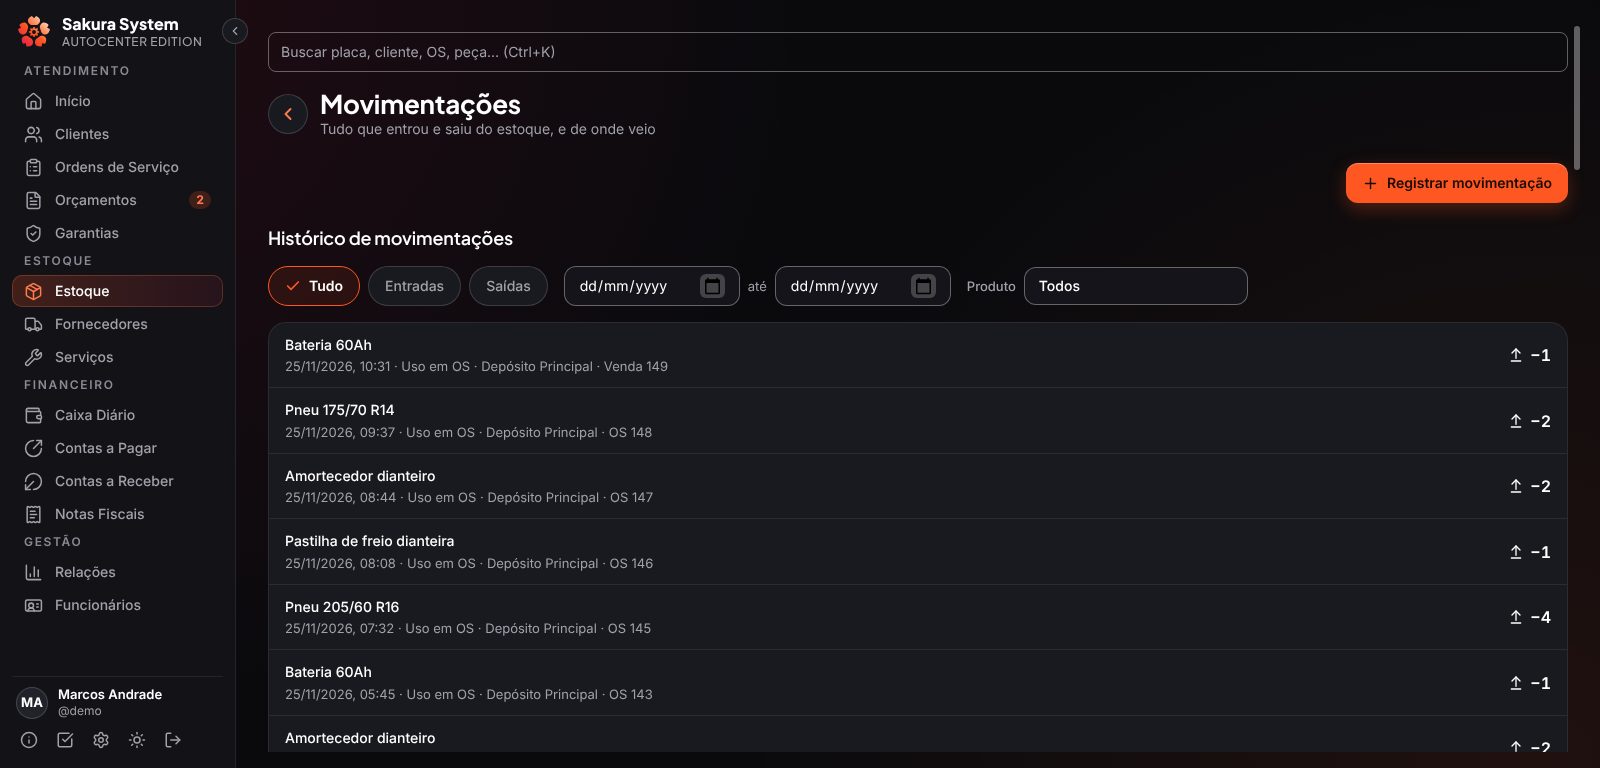 Sakura System
AUTOCENTER EDITION
ATENDIMENTO
Início
Clientes
Ordens de Serviço
Orçamentos 2
Garantias
ESTOQUE
Estoque
Fornecedores
Serviços
FINANCEIRO
Caixa Diário
Contas a Pagar
Contas a Receber
Notas Fiscais
GESTÃO
Relações
Funcionários
MA
Marcos Andrade
@demo
Buscar placa, cliente, OS, peça... (Ctrl+K)
Movimentações
Tudo que entrou e saiu do estoque, e de onde veio
+ Registrar movimentação
Histórico de movimentações
Tudo Entradas Saídas dd/mm/yyyy até dd/mm/yyyy Produto Todos
Bateria 60Ah
25/11/2026, 10:31 · Uso em OS · Depósito Principal · Venda 149
−1
Pneu 175/70 R14
25/11/2026, 09:37 · Uso em OS · Depósito Principal · OS 148
−2
Amortecedor dianteiro
25/11/2026, 08:44 · Uso em OS · Depósito Principal · OS 147
−2
Pastilha de freio dianteira
25/11/2026, 08:08 · Uso em OS · Depósito Principal · OS 146
−1
Pneu 205/60 R16
25/11/2026, 07:32 · Uso em OS · Depósito Principal · OS 145
−4
Bateria 60Ah
25/11/2026, 05:45 · Uso em OS · Depósito Principal · OS 143
−1
Amortecedor dianteiro
−2